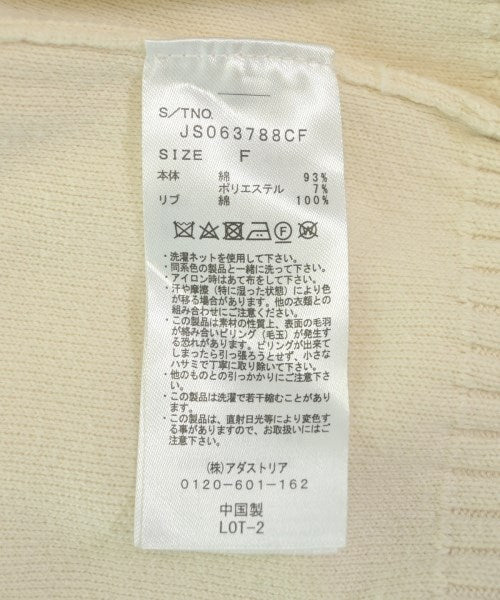 S/TNO.
JS063788CF
SIZE F
本体 綿 93%
ポリエステル 7%
リブ 綿 100%
・洗濯ネットを使用して下さい。
・同系色の製品と一緒に洗って下さい。
・アイロン時はあて布をして下さい。
・汗や摩擦（特に湿った状態）により色
が移る場合があります。他の衣類との
組み合わせにご注意ください。
・この製品は素材の性質上、表面の毛羽
が絡み合いピリング（毛玉）が発生す
る恐れがあります。ピリングが出来て
しまったら引っ張ろうとせず、小さな
ハサミで丁寧に取り除いて下さい。
・他のものとの引っかかりにご注意下さ
い。
・この製品は洗濯で若干縮むことがあり
ます。
・この製品は、直射日光等により変色す
る事がありますので、お取扱いにはご
注意下さい。
(株)アダストリア
0120-601-162
中国製
LOT-2